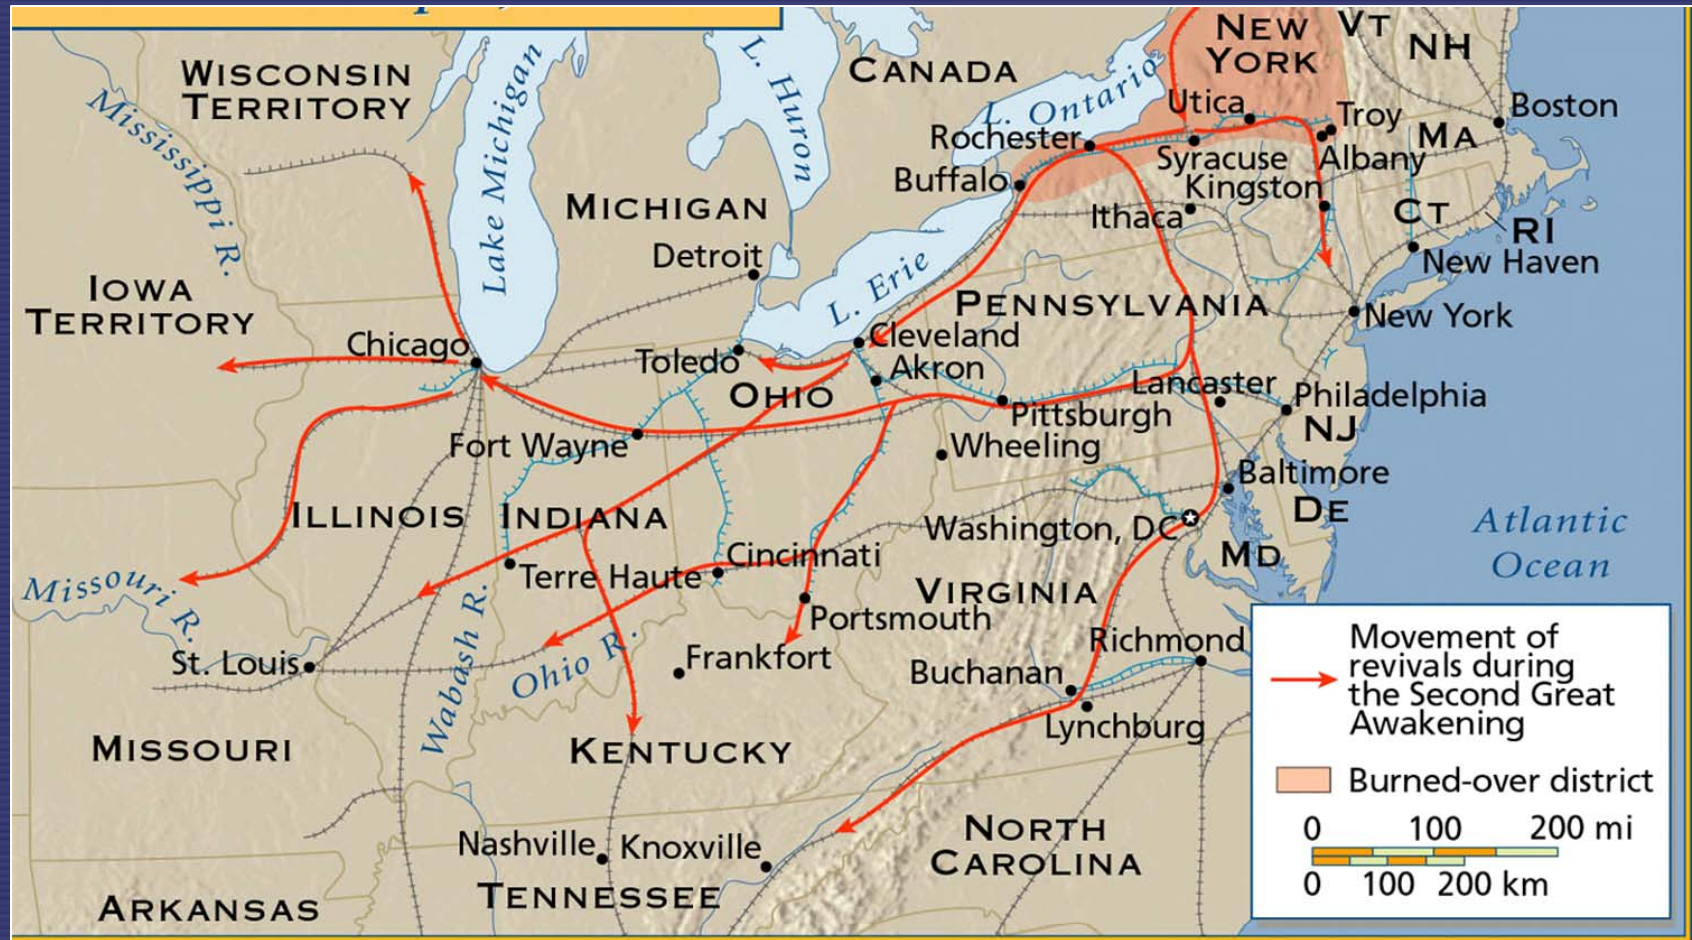 NEW
YORK
VT
NH
CANADA
WISCONSIN
TERRITORY
Mississippi R.
Lake Michigan
L. Huron
L. Ontario
Utica
Troy
Boston
Rochester
MA
Syracuse
Albany
Buffalo
Kingston
MICHIGAN
Ithaca
CT
RI
Detroit
New Haven
L. Erie
IOWA
TERRITORY
PENNSYLVANIA
New York
Chicago
Cleveland
Toledo
Akron
OHIO
Lancaster
Philadelphia
Pittsburgh
NJ
Fort Wayne
Wheeling
Baltimore
ILLINOIS
INDIANA
Washington, DC
DE
Atlantic
Ocean
Cincinnati
MD
Terre Haute
Missouri R.
VIRGINIA
Portsmouth
Richmond
St. Louis
Ohio R.
Frankfort
Buchanan
Wabash R.
Lynchburg
MISSOURI
KENTUCKY
Nashville
Knoxville
NORTH
CAROLINA
TENNESSEE
ARKANSAS
Movement of
revivals during
the Second Great
Awakening
Burned-over district
0 100 200 mi
0 100 200 km